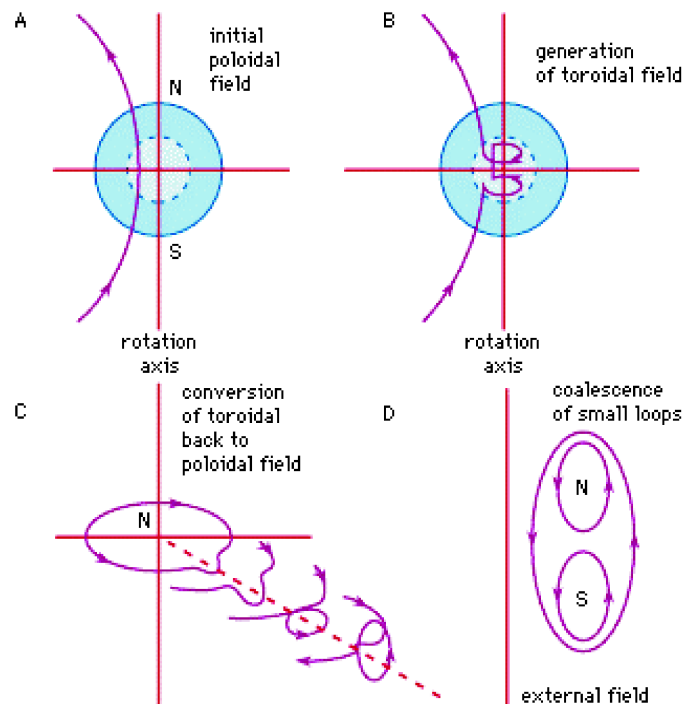 A
initial
poloidal
field
N
S
rotation
axis
B
generation
of toroidal field
rotation
axis
C
conversion
of toroidal
back to
poloidal field
N
D
coalescence
of small loops
N
S
external field